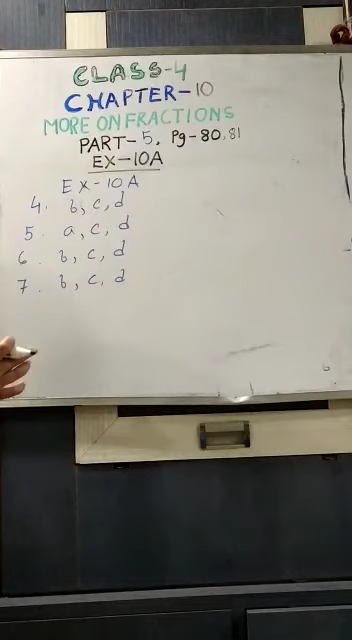 CLASS-4
CHAPTER-10
MORE ON FRACTIONS
PART-5. Pg-80,81
EX-10A
EX-10A
4. b, c, d
5. a, c, d
6. b, c, d
7. b, c, d